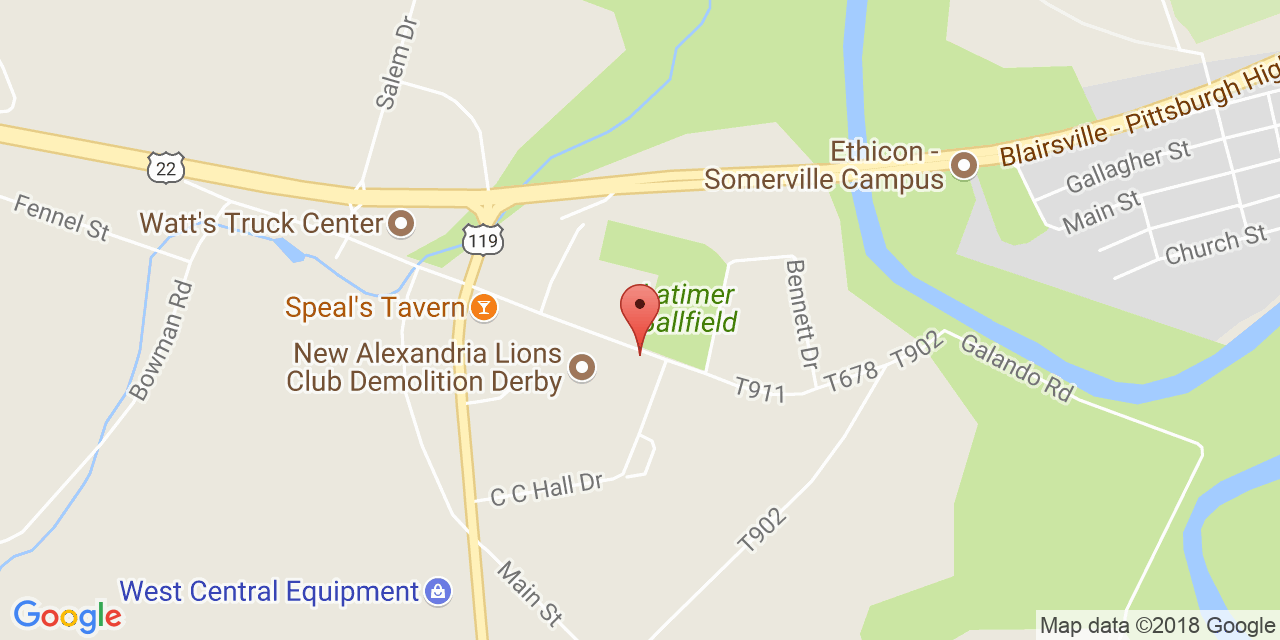 Salem Dr
22
Fennel St
Watt's Truck Center
119
Ethicon -
Somerville Campus
Blairsville - Pittsburgh Hig
Gallagher St
Main St
Church St
Bowman Rd
Speal's Tavern
atimer
allfield
Bennett Dr
New Alexandria Lions
Club Demolition Derby
T911
T678
T902
Galando Rd
C C Hall Dr
T902
West Central Equipment
Main St
Google
Map data ©2018 Google